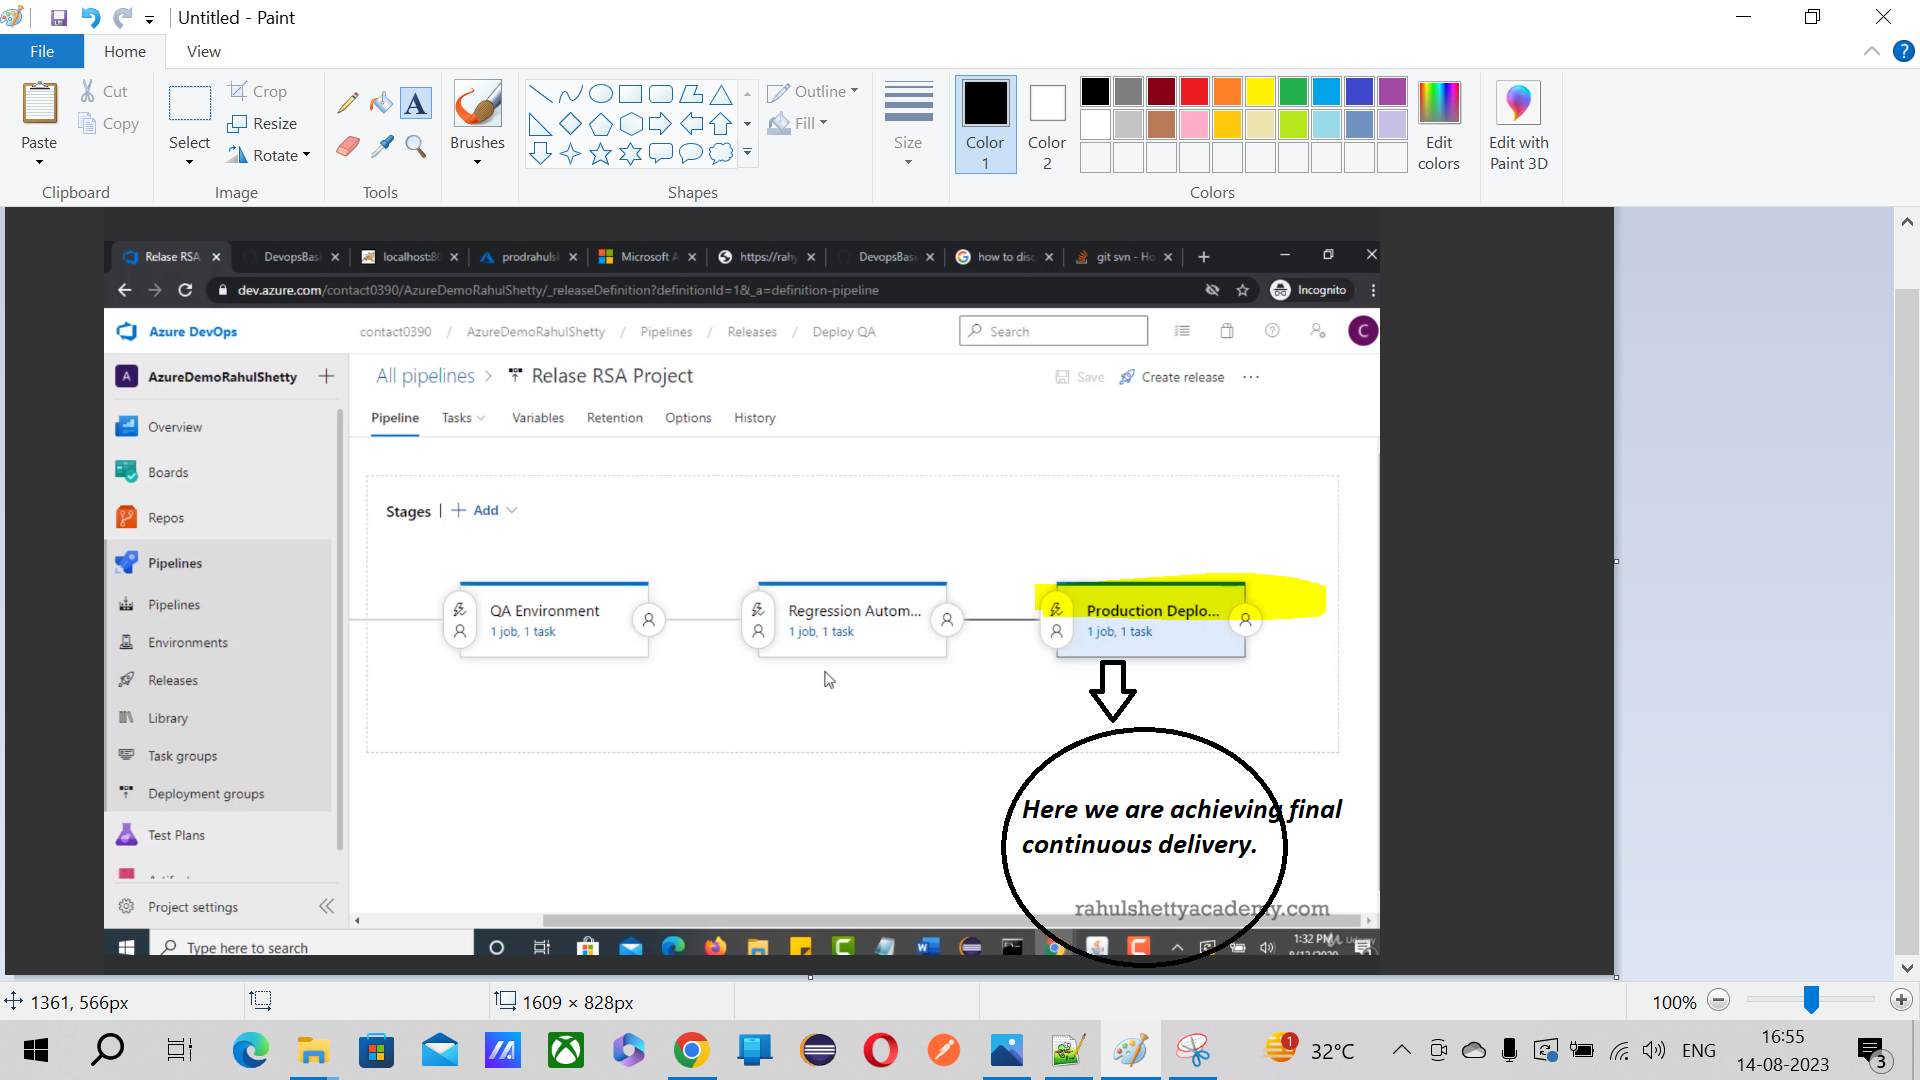 Untitled - Paint
File
Home
View
Paste
Cut
Copy
Clipboard
Select
Crop
Resize
Rotate
Image
A
Tools
Brushes
Outline
Fill
Shapes
Size
Color
1
Color
2
Edit
colors
Colors
Edit with
Paint 3D
Relase RSA
DevopsBas
localhost:80
prodrahuls
Microsoft A
https://rahy
DevopsBas
how to disc
git svn - Ho
dev.azure.com/contact0390/AzureDemoRahulShetty/_releaseDefinition?definitionId=1&_a=definition-pipeline
Incognito
Azure DevOps
contact0390 / AzureDemoRahulShetty / Pipelines / Releases / Deploy QA
Search
C
A AzureDemoRahulShetty
All pipelines > Relase RSA Project
Save
Create release
Pipeline
Tasks
Variables
Retention
Options
History
Overview
Boards
Repos
Pipelines
Pipelines
Environments
Releases
Library
Task groups
Deployment groups
Test Plans
Project settings
Stages | + Add
QA Environment
1 job, 1 task
Regression Autom...
1 job, 1 task
Production Deplo...
1 job, 1 task
Here we are achieving final
continuous delivery.
rahulshettyacademy.com
Type here to search
1:32 PM
1361, 566px
1609 × 828px
100%
1
32°C
ENG
16:55
14-08-2023
3